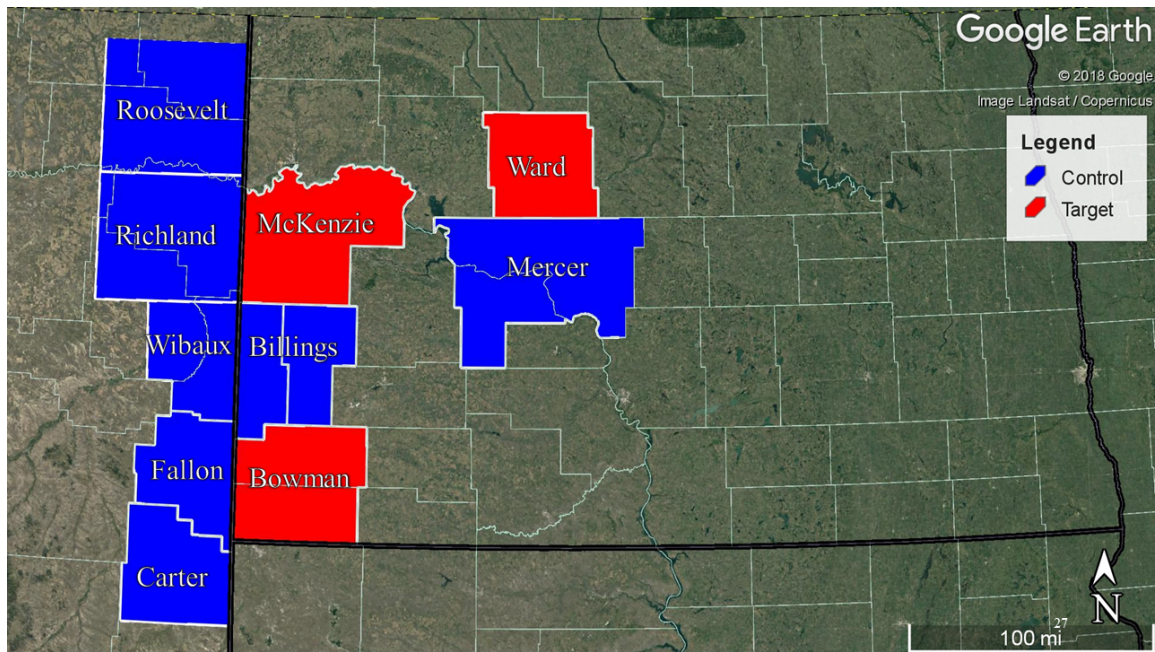 Google Earth
© 2018 Google
Image Landsat / Copernicus
Legend
Control
Target
Roosevelt
Ward
McKenzie
Richland
Mercer
Wibaux
Billings
Fallon
Bowman
Carter
N
27
100 mi